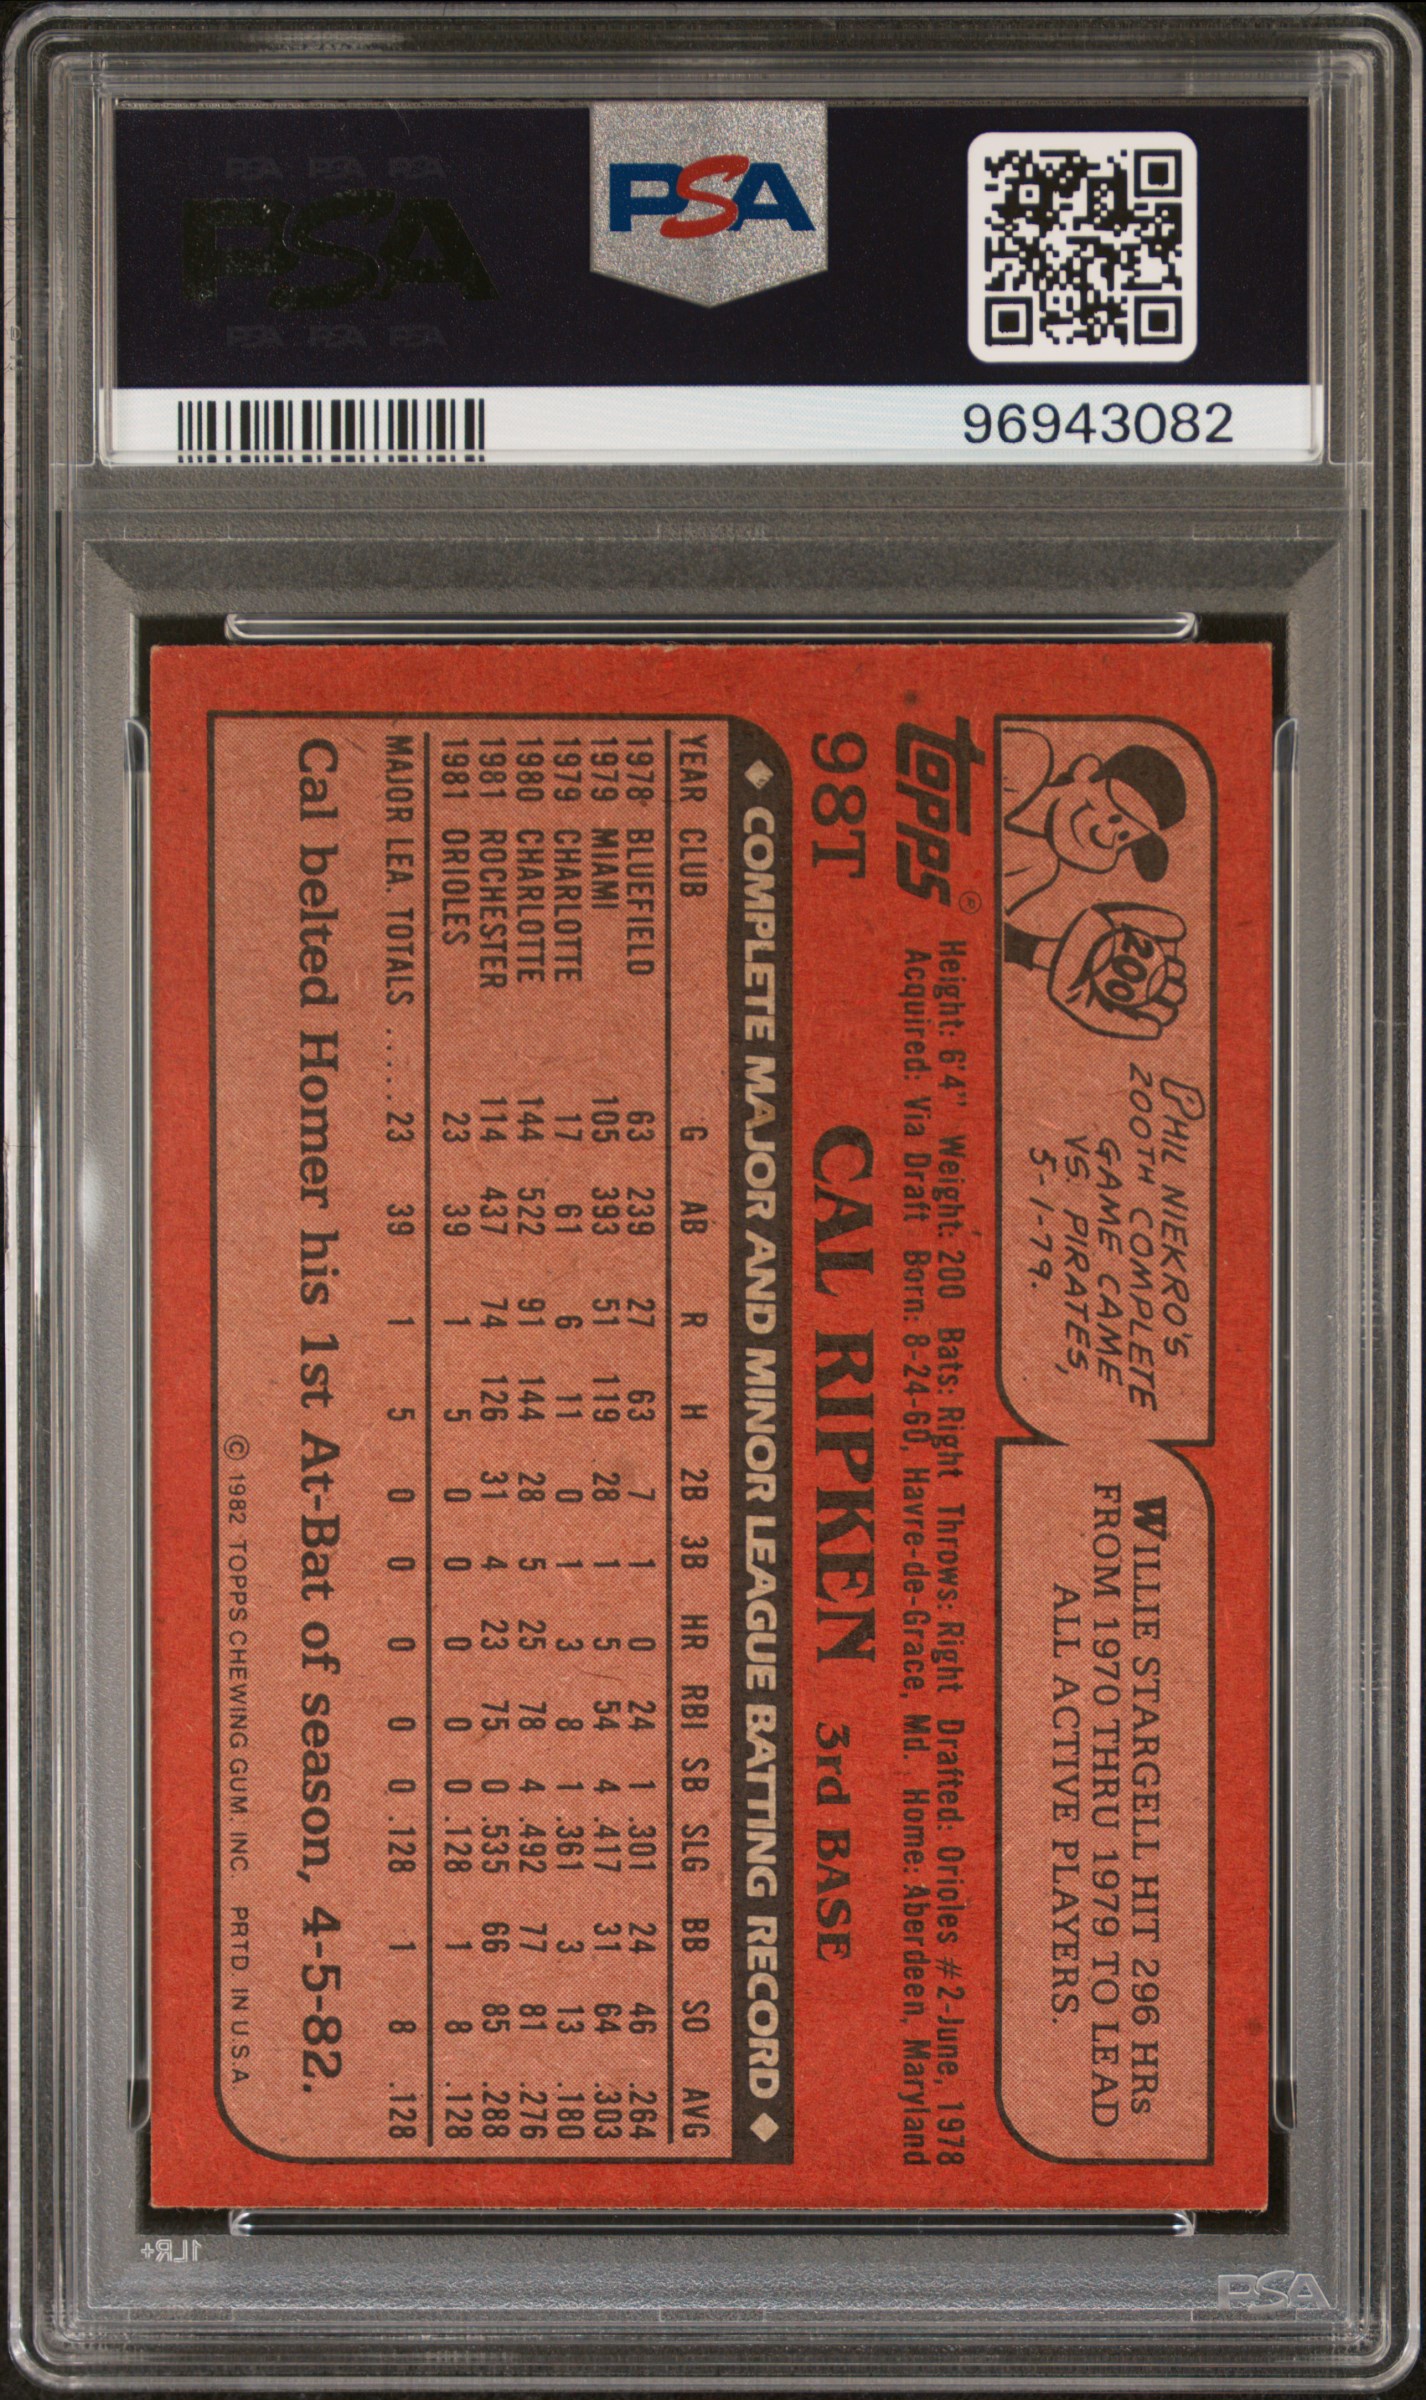 PSA PSA PSA
PSA
PSA PSA PSA
PSA
96943082
PHIL NIEKRO'S
200TH COMPLETE
GAME CAME
VS. PIRATES,
5-1-79.
200
WILLIE STARGELL HIT 296 HRs
FROM 1970 THRU 1979 TO LEAD
ALL ACTIVE PLAYERS.
topps®
Height: 6'4" Weight: 200 Bats: Right Throws: Right Drafted: Orioles #2-June, 1978
Acquired: Via Draft Born: 8-24-60, Havre-de-Grace, Md. Home: Aberdeen, Maryland
98T CAL RIPKEN 3rd BASE
◆ COMPLETE MAJOR AND MINOR LEAGUE BATTING RECORD ◆
YEAR CLUB G AB R H 2B 3B HR RBI SB SLG BB SO AVG
1978 BLUEFIELD 63 239 27 63 7 1 0 24 1 .301 24 46 .264
1979 MIAMI 105 393 51 119 28 1 5 54 4 .417 31 64 .303
1979 CHARLOTTE 17 61 6 11 0 1 3 8 1 .361 3 13 .180
1980 CHARLOTTE 144 522 91 144 28 5 25 78 4 .492 77 81 .276
1981 ROCHESTER 114 437 74 126 31 4 23 75 0 .535 66 85 .288
1981 ORIOLES 23 39 1 5 0 0 0 0 0 .128 1 8 .128
MAJOR LEA. TOTALS ..... 23 39 1 5 0 0 0 0 0 .128 1 8 .128
Cal belted Homer his 1st At-Bat of season, 4-5-82.
© 1982 TOPPS CHEWING GUM, INC. PRTD. IN U.S.A.
1LR+
PSA